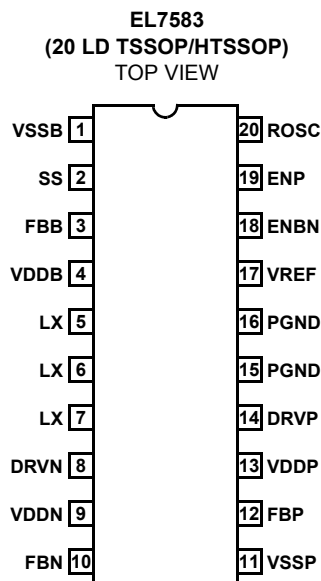 EL7583
(20 LD TSSOP/HTSSOP)
TOP VIEW
VSSB 1
20 ROSC
SS 2
19 ENP
FBB 3
18 ENBN
VDDB 4
17 VREF
LX 5
16 PGND
LX 6
15 PGND
LX 7
14 DRVP
DRVN 8
13 VDDP
VDDN 9
12 FBP
FBN 10
11 VSSP